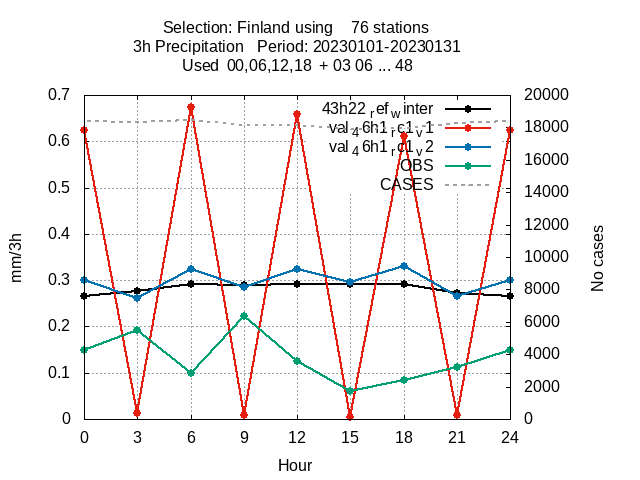 Selection: Finland using 76 stations
3h Precipitation Period: 20230101-20230131
Used 00,06,12,18 + 03 06 ... 48
0.7
0.6
0.5
0.4
0.3
0.2
0.1
0
mm/3h
20000
18000
16000
14000
12000
10000
8000
6000
4000
2000
0
No cases
43h22_ref_winter
val_46h1_rc1_v1
val_46h1_rc1_v2
OBS
CASES
0 3 6 9 12 15 18 21 24
Hour